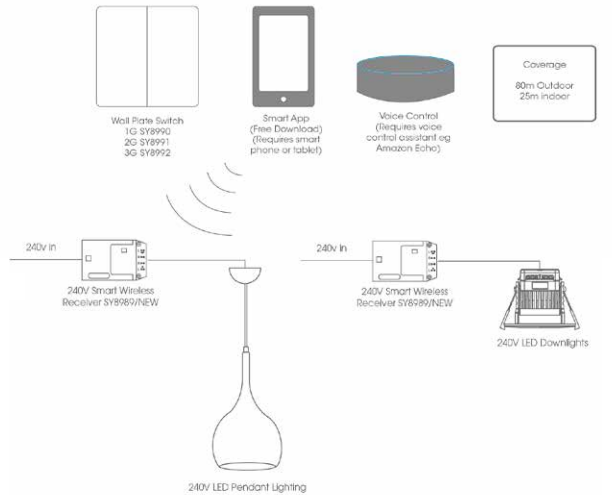 Wall Plate Switch
1G SY8990
2G SY8991
3G SY8992
Smart App
(Free Download)
(Requires smart
phone or tablet)
Voice Control
(Requires voice
control assistant eg
Amazon Echo)
Coverage
80m Outdoor
25m indoor
240v in
240V Smart Wireless
Receiver SY8989/NEW
240v in
240V Smart Wireless
Receiver SY8989/NEW
240V LED Downlights
240V LED Pendant Lighting